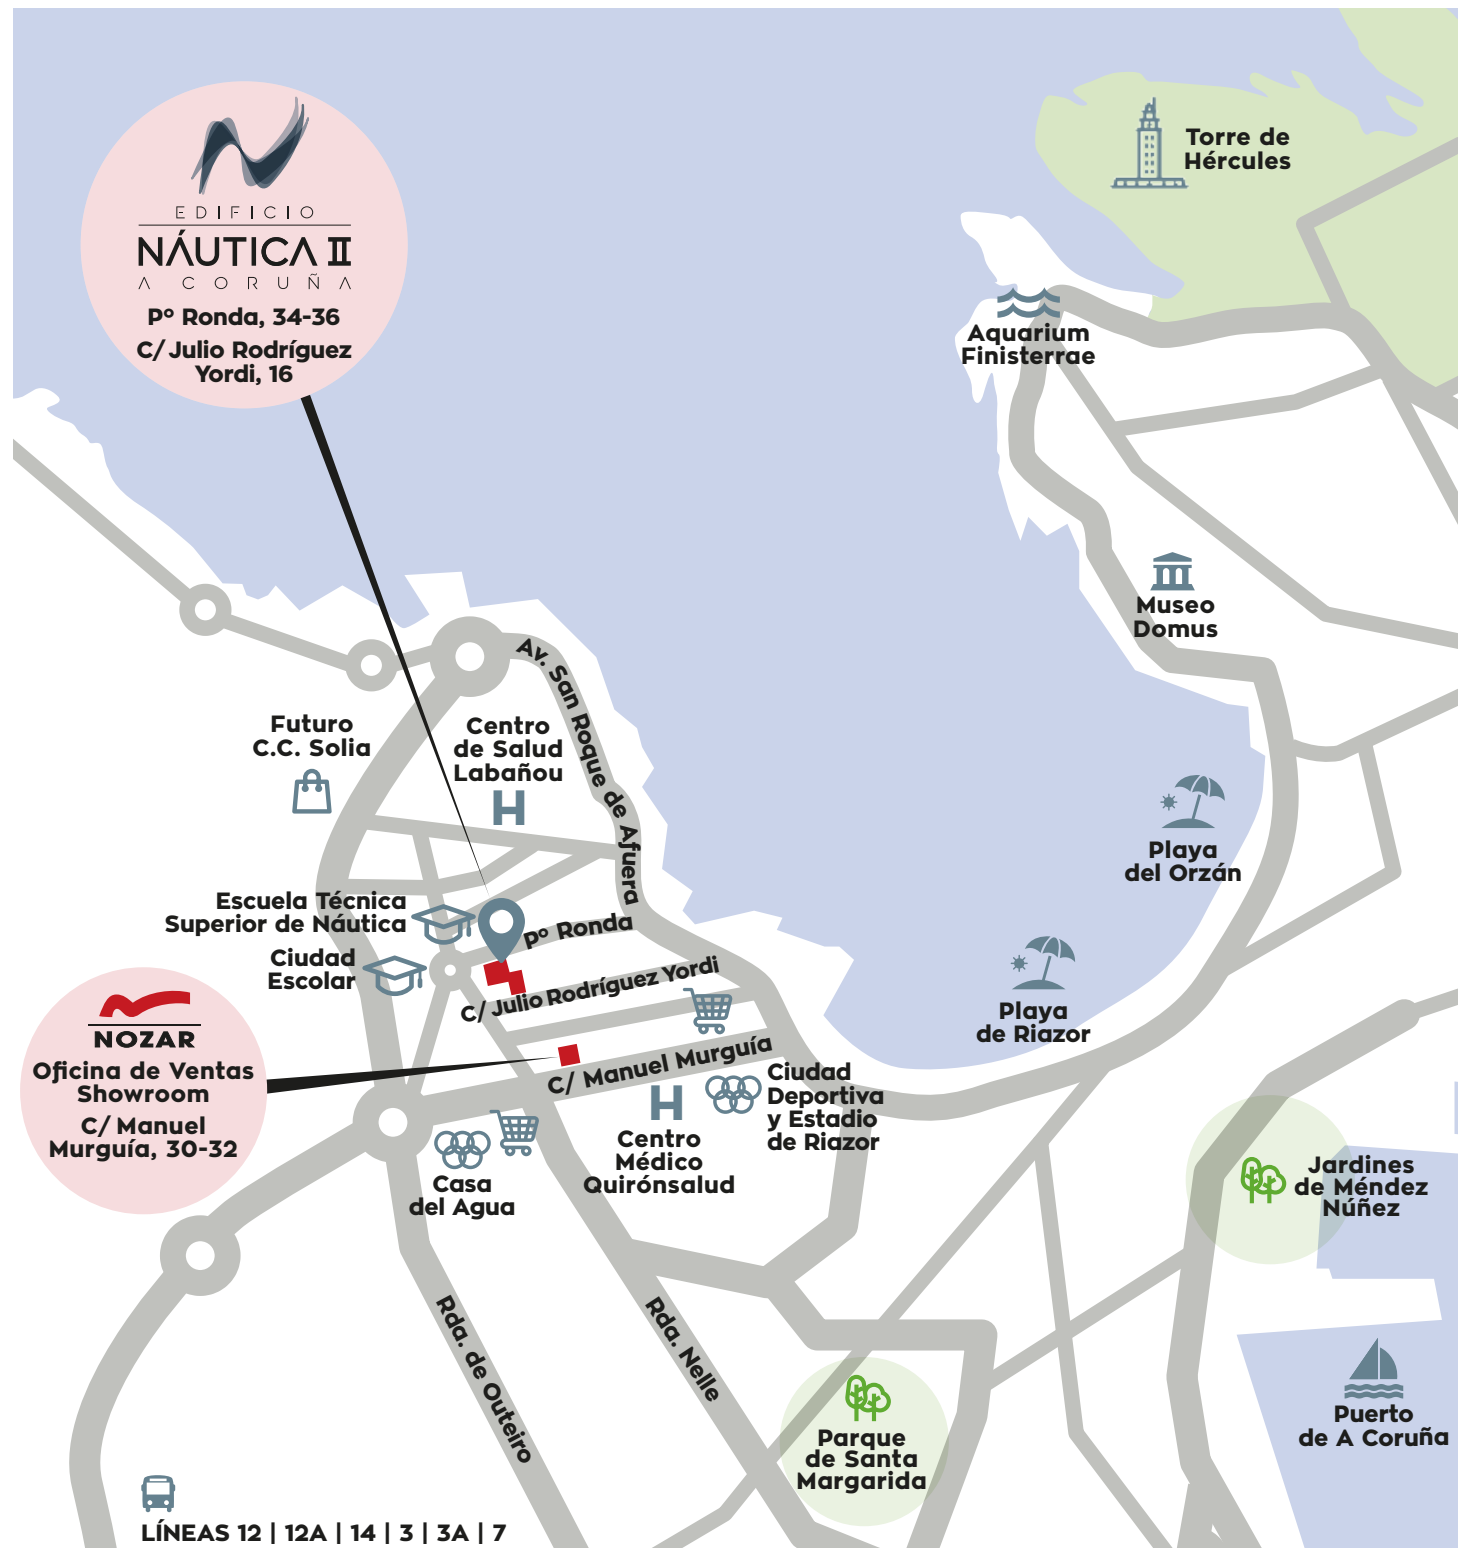 EDIFICIO
NÁUTICA II
A CORUÑA
Pº Ronda, 34-36
C/ Julio Rodríguez
Yordi, 16
Torre de
Hércules
Aquarium
Finisterrae
Museo
Domus
Av. San Roque de Afuera
Futuro
C.C. Solia
Centro
de Salud
Labañou
H
Playa
del Orzán
Escuela Técnica
Superior de Náutica
Pº Ronda
Ciudad
Escolar
C/ Julio Rodríguez Yordi
Playa
de Riazor
NOZAR
Oficina de Ventas
Showroom
C/ Manuel
Murguía, 30-32
C/ Manuel Murguía
Ciudad
Deportiva
y Estadio
de Riazor
H
Centro
Médico
Quirónsalud
Casa
del Agua
Jardines
de Méndez
Núñez
Rda. de Outeiro
Rda. Nelle
Parque
de Santa
Margarida
Puerto
de A Coruña
LÍNEAS 12 | 12A | 14 | 3 | 3A | 7